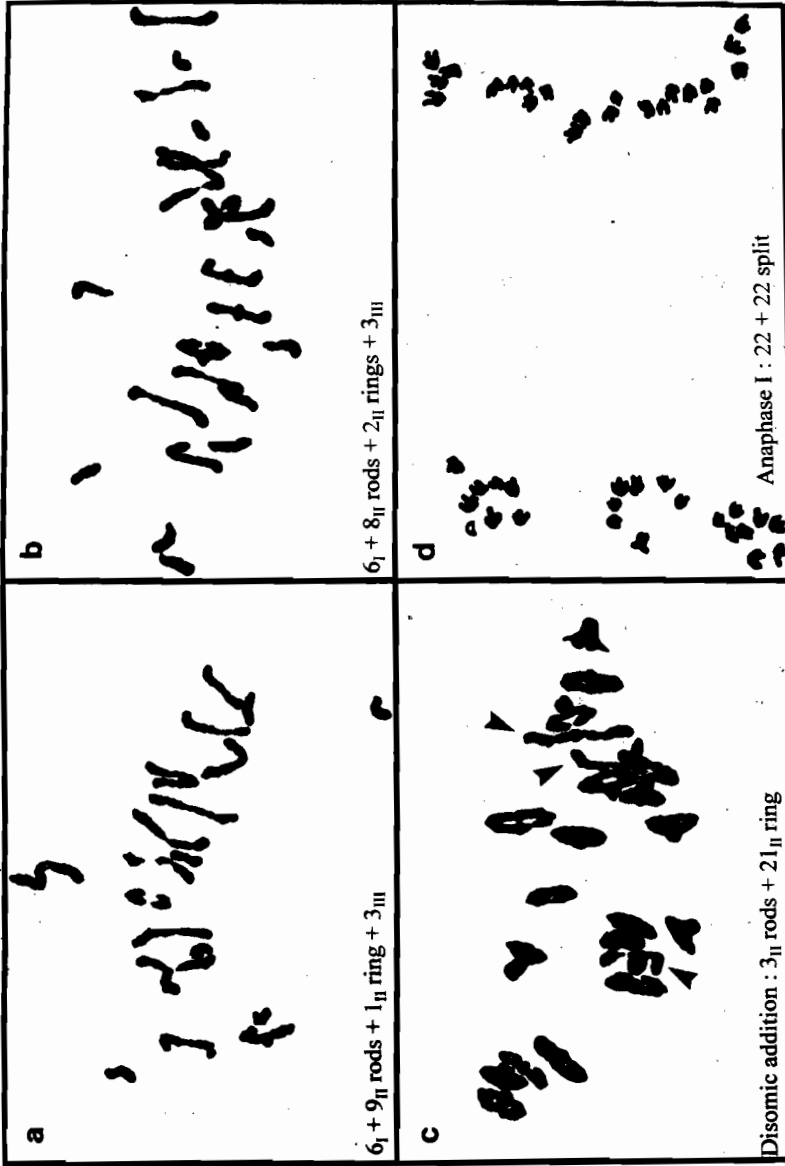 a
6I + 9II rods + 1II ring + 3III
b
6I + 8II rods + 2II rings + 3III
c
Disomic addition : 3II rods + 21II ring
d
Anaphase I : 22 + 22 split